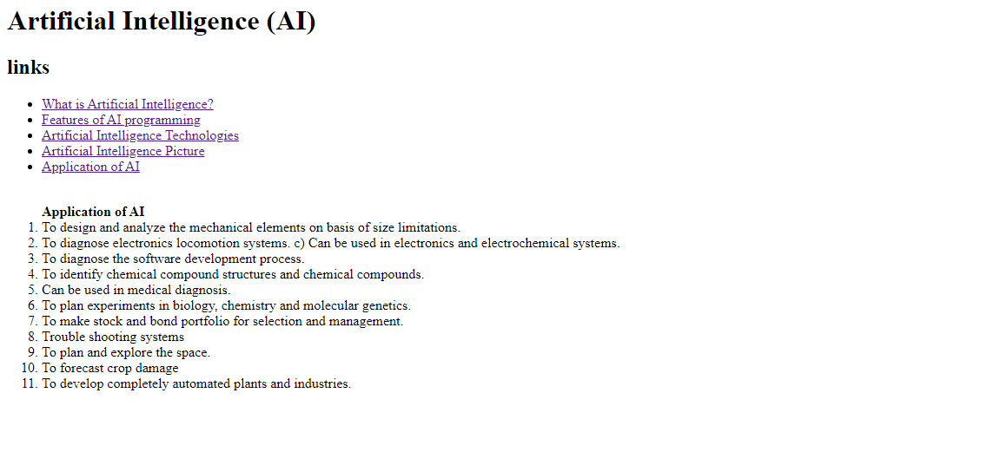 Artificial Intelligence (AI)
links
• What is Artificial Intelligence?
• Features of AI programming
• Artificial Intelligence Technologies
• Artificial Intelligence Picture
• Application of AI
Application of AI
1. To design and analyze the mechanical elements on basis of size limitations.
2. To diagnose electronics locomotion systems. c) Can be used in electronics and electrochemical systems.
3. To diagnose the software development process.
4. To identify chemical compound structures and chemical compounds.
5. Can be used in medical diagnosis.
6. To plan experiments in biology, chemistry and molecular genetics.
7. To make stock and bond portfolio for selection and management.
8. Trouble shooting systems
9. To plan and explore the space.
10. To forecast crop damage
11. To develop completely automated plants and industries.